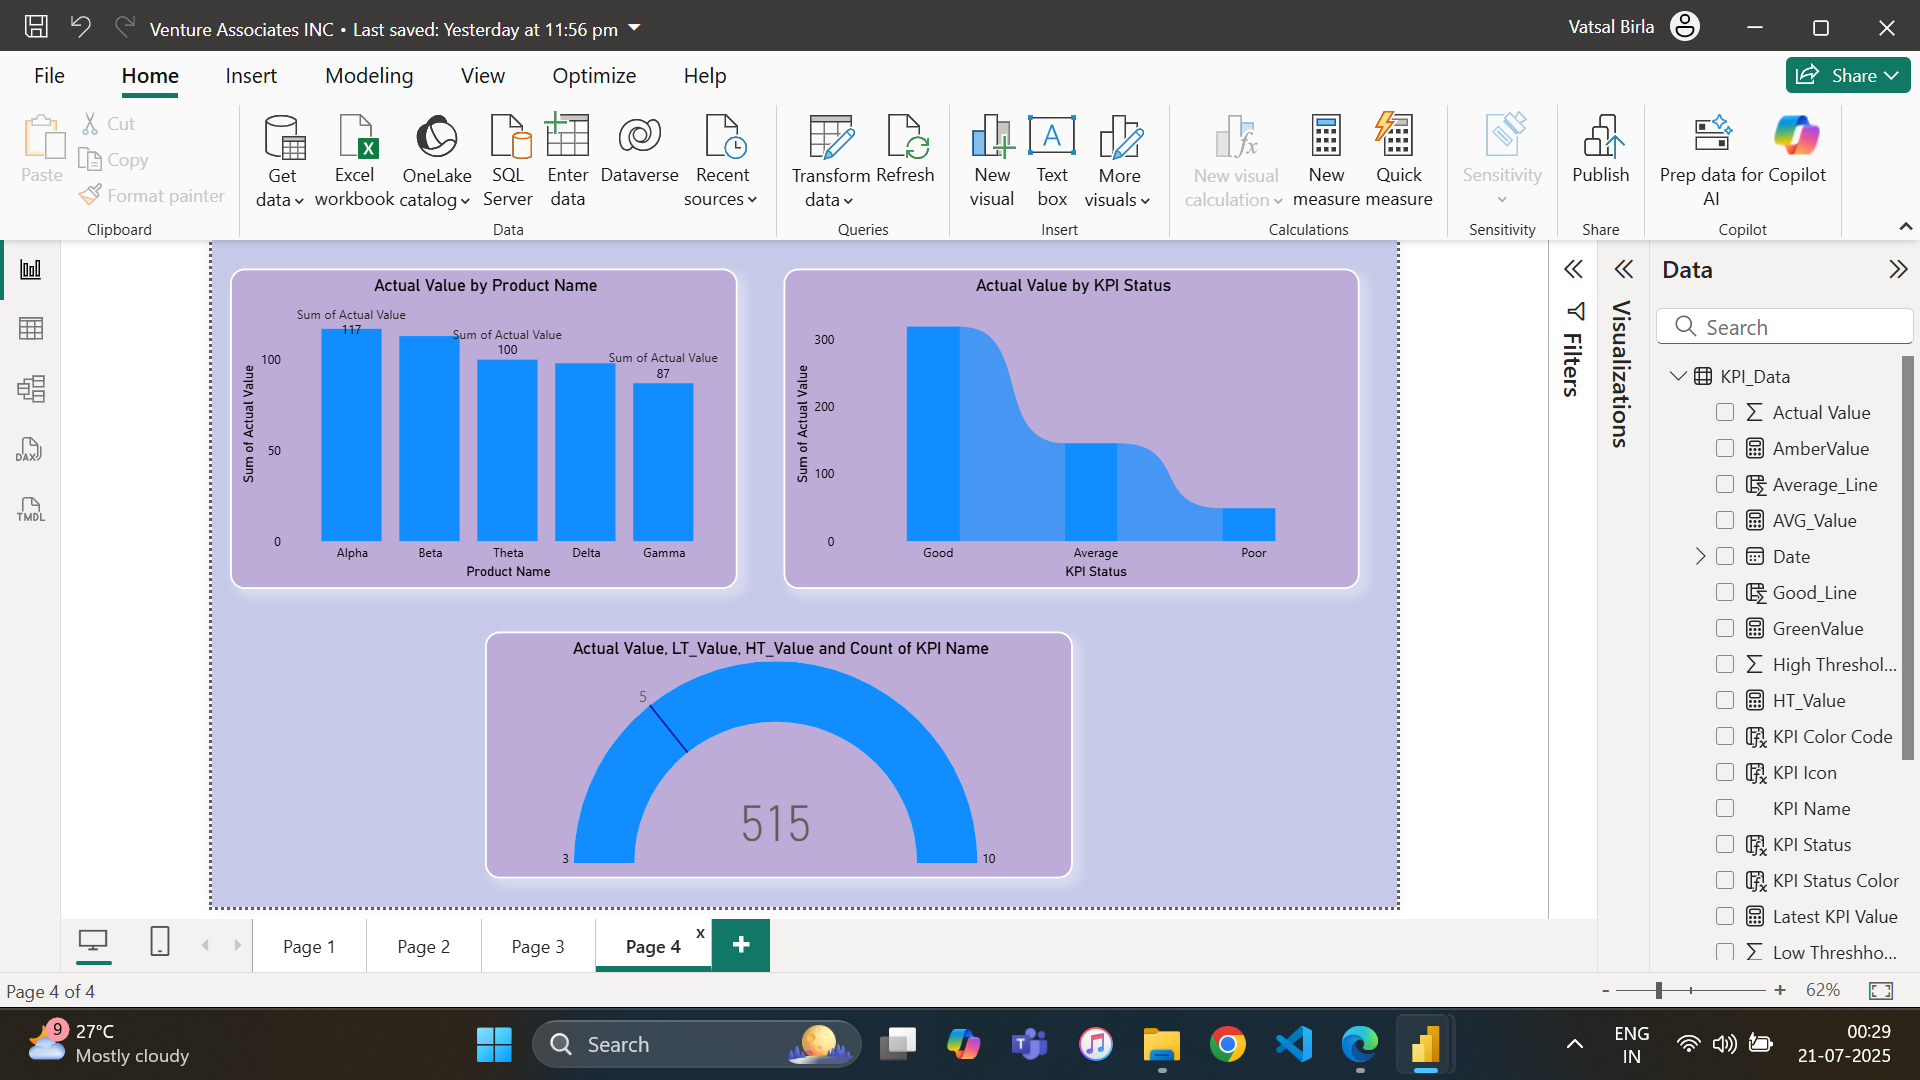 Venture Associates INC • Last saved: Yesterday at 11:56 pm
Vatsal Birla
File
Home
Insert
Modeling
View
Optimize
Help
Share
Paste
Cut
Copy
Format painter
Clipboard
Get data
Excel workbook
OneLake catalog
SQL Server
Enter data
Dataverse
Recent sources
Data
Transform data
Refresh
Queries
New visual
Text box
More visuals
Insert
New visual calculation
New measure
Quick measure
Calculations
Sensitivity
Sensitivity
Publish
Share
Prep data for AI
Copilot
Copilot
DAX
TMDL
Actual Value by Product Name
Sum of Actual Value
117
Sum of Actual Value
100
Sum of Actual Value
87
100
50
0
Sum of Actual Value
Alpha
Beta
Theta
Delta
Gamma
Product Name
Actual Value by KPI Status
300
200
100
0
Sum of Actual Value
Good
Average
Poor
KPI Status
Actual Value, LT_Value, HT_Value and Count of KPI Name
5
515
3
10
Filters
Visualizations
Data
Search
KPI_Data
Actual Value
AmberValue
Average_Line
AVG_Value
Date
Good_Line
GreenValue
High Threshol...
HT_Value
KPI Color Code
KPI Icon
KPI Name
KPI Status
KPI Status Color
Latest KPI Value
Low Threshho...
Page 1
Page 2
Page 3
Page 4
x
+
Page 4 of 4
- + 62%
9
27°C
Mostly cloudy
Search
ENG
IN
00:29
21-07-2025